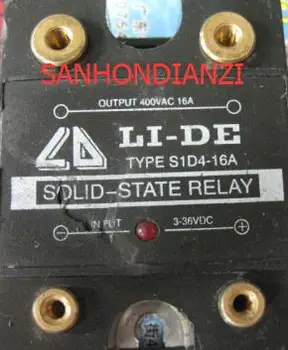 SANHONDIANZI
OUTPUT 400VAC 16A
LI-DE
TYPE S1D4-16A
SOLID-STATE RELAY
INPUT 3-36VDC